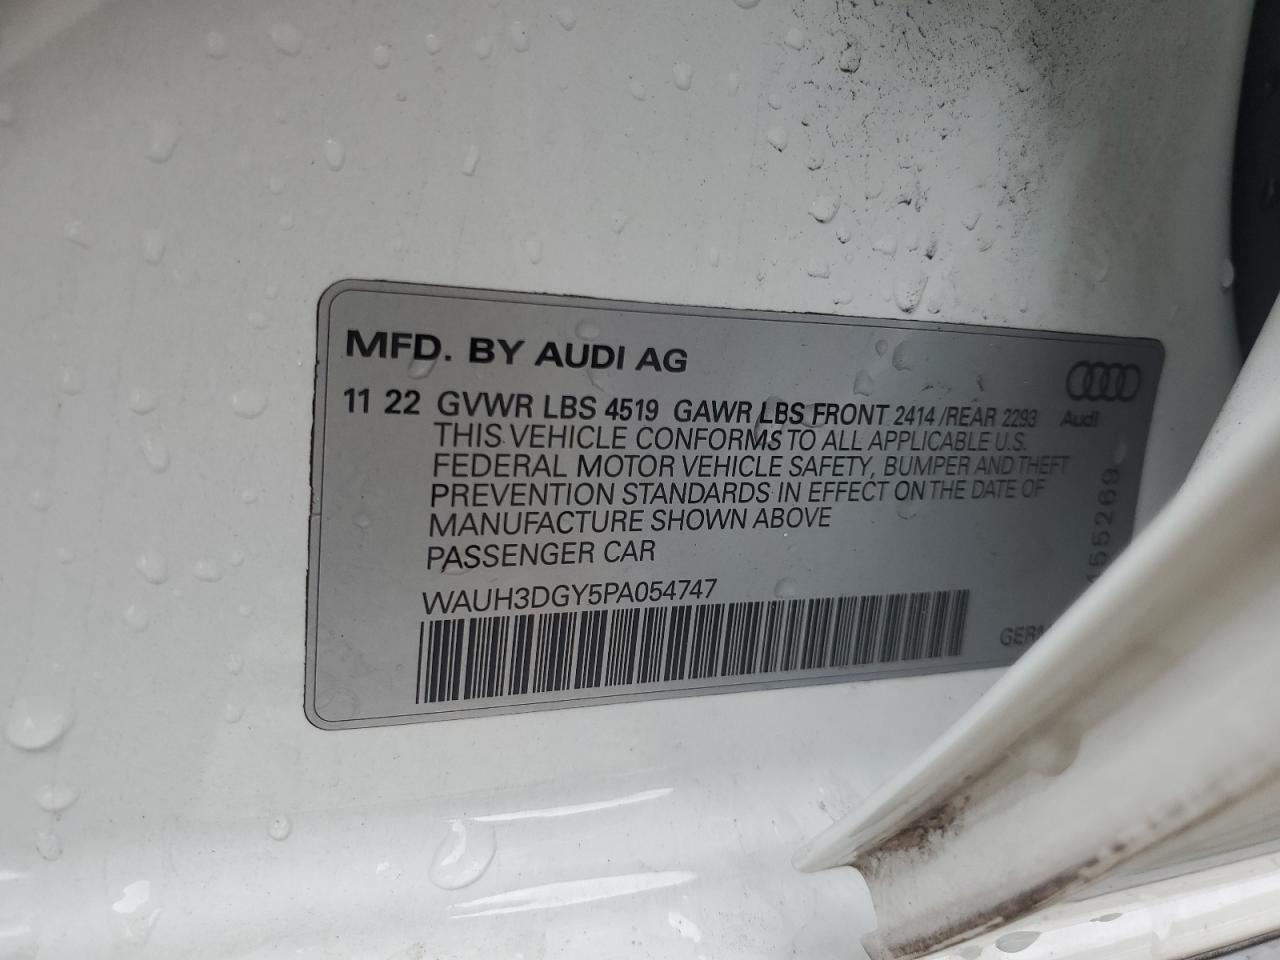 MFD. BY AUDI AG
11 22 GVWR LBS 4519 GAWR LBS FRONT 2414 /REAR 2293
Audi
THIS VEHICLE CONFORMS TO ALL APPLICABLE U.S.
FEDERAL MOTOR VEHICLE SAFETY, BUMPER AND THEFT
PREVENTION STANDARDS IN EFFECT ON THE DATE OF
MANUFACTURE SHOWN ABOVE
PASSENGER CAR
WAUH3DGY5PA054747